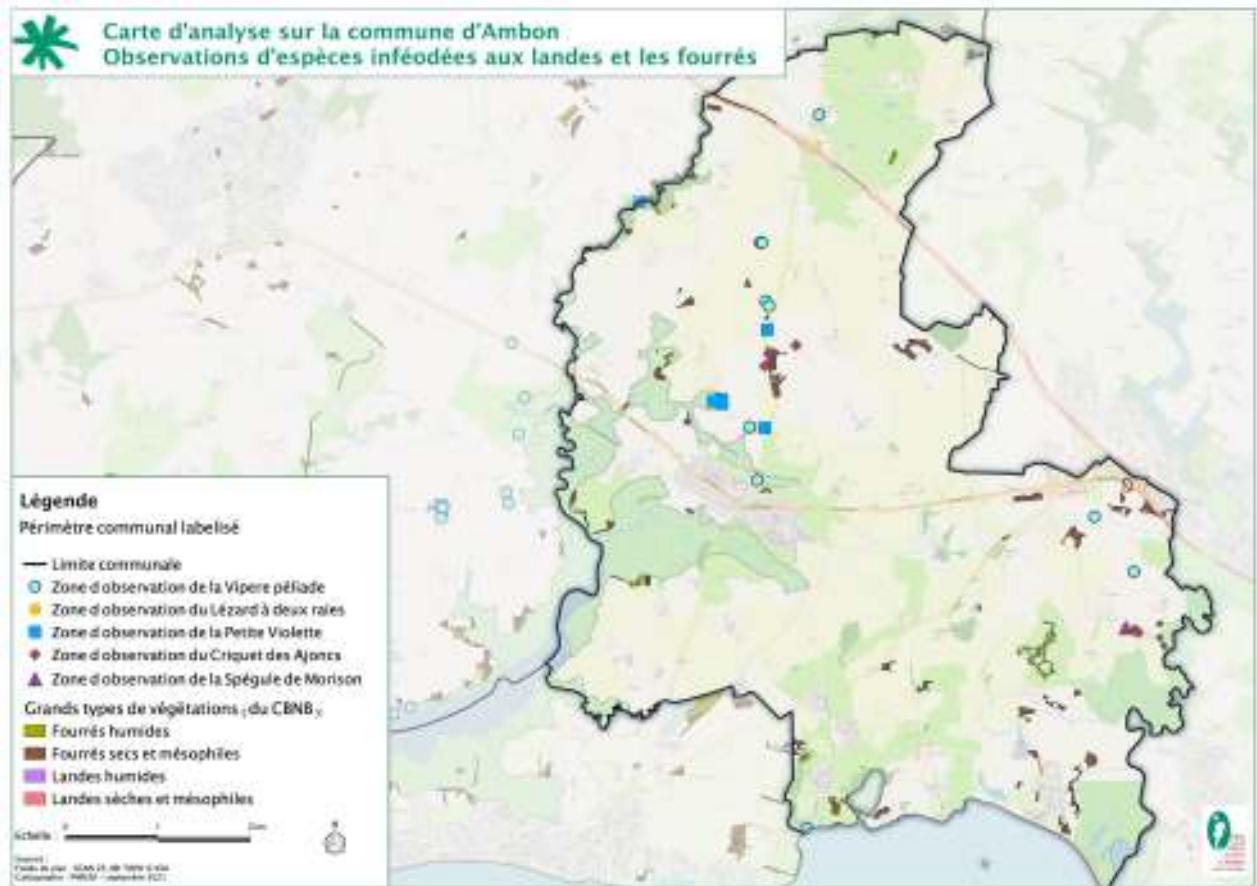 Carte d'analyse sur la commune d'Ambon
Observations d'espèces inféodées aux landes et les fourrés
Légende
Périmètre communal labelisé
Limite communale
Zone d observation de la Vipere péliade
Zone d observation du Lézard à deux raies
Zone d observation de la Petite Violette
Zone d observation du Criquet des Ajoncs
Zone d observation de la Spégule de Morison
Grands types de végétations du CBNB
Fourrés humides
Fourrés secs et mésophiles
Landes humides
Landes sèches et mésophiles
Echelle